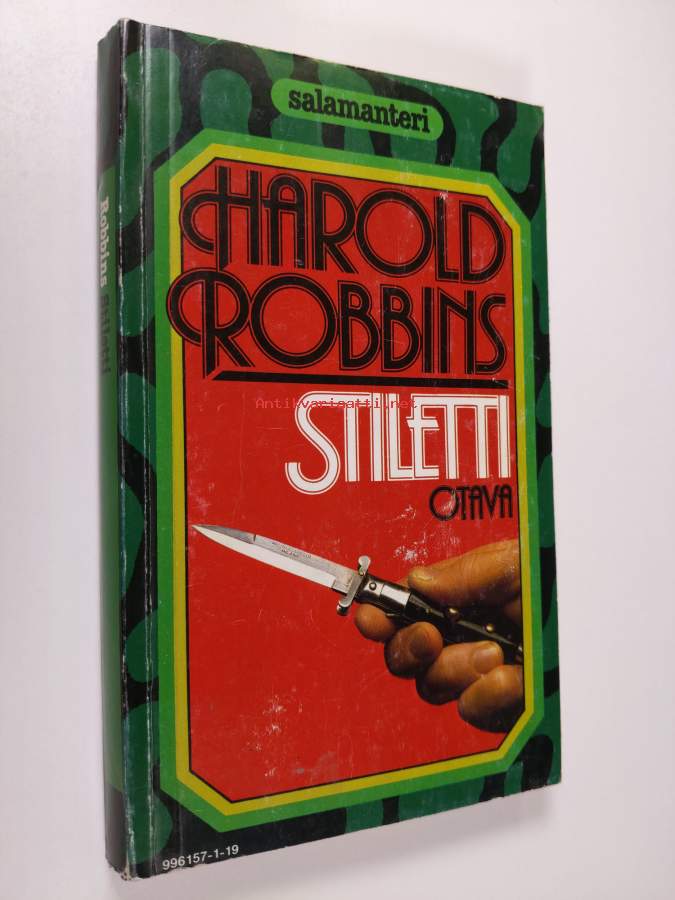 salamanteri
HAROLD
ROBBINS
Antikvariaatti.net
STILETTI
OTAVA
Robbins Stiletti
996157-1-19